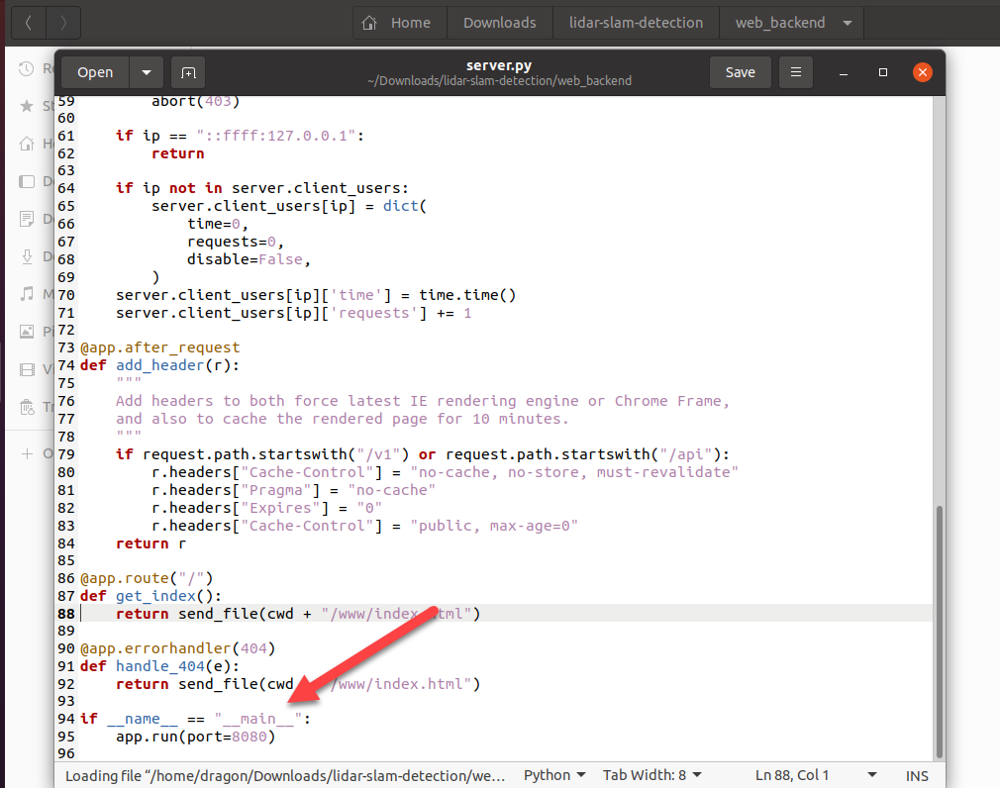 Home Downloads lidar-slam-detection web_backend
Open server.py Save
~/Downloads/lidar-slam-detection/web_backend
59 abort(403)
60
61 if ip == "::ffff:127.0.0.1":
62 return
63
64 if ip not in server.client_users:
65 server.client_users[ip] = dict(
66 time=0,
67 requests=0,
68 disable=False,
69 )
70 server.client_users[ip]['time'] = time.time()
71 server.client_users[ip]['requests'] += 1
72
73 @app.after_request
74 def add_header(r):
75 """
76 Add headers to both force latest IE rendering engine or Chrome Frame,
77 and also to cache the rendered page for 10 minutes.
78 """
79 if request.path.startswith("/v1") or request.path.startswith("/api"):
80 r.headers["Cache-Control"] = "no-cache, no-store, must-revalidate"
81 r.headers["Pragma"] = "no-cache"
82 r.headers["Expires"] = "0"
83 r.headers["Cache-Control"] = "public, max-age=0"
84 return r
85
86 @app.route("/")
87 def get_index():
88 return send_file(cwd + "/www/index.html")
89
90 @app.errorhandler(404)
91 def handle_404(e):
92 return send_file(cwd /www/index.html")
93
94 if __name__ == "__main__":
95 app.run(port=8080)
96
Loading file “/home/dragon/Downloads/lidar-slam-detection/we… Python Tab Width: 8 Ln 88, Col 1 INS